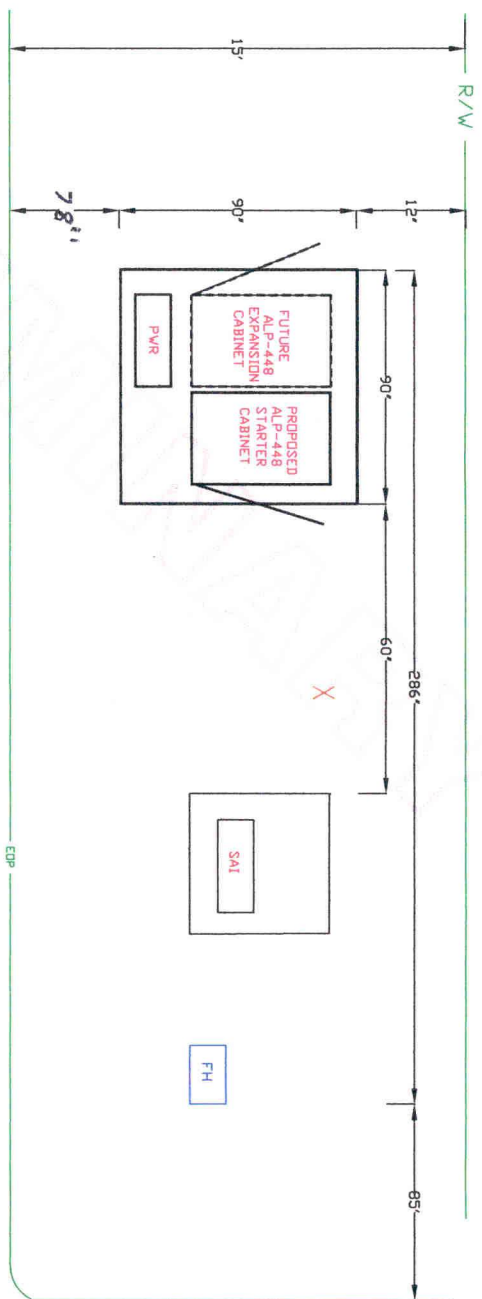 R/W
15'
12"
286"
85'
90"
60"
90"
FUTURE
ALP-448
EXPANSION
CABINET
PROPOSED
ALP-448
STARTER
CABINET
X
PWR
SAI
FH
78"
EOP